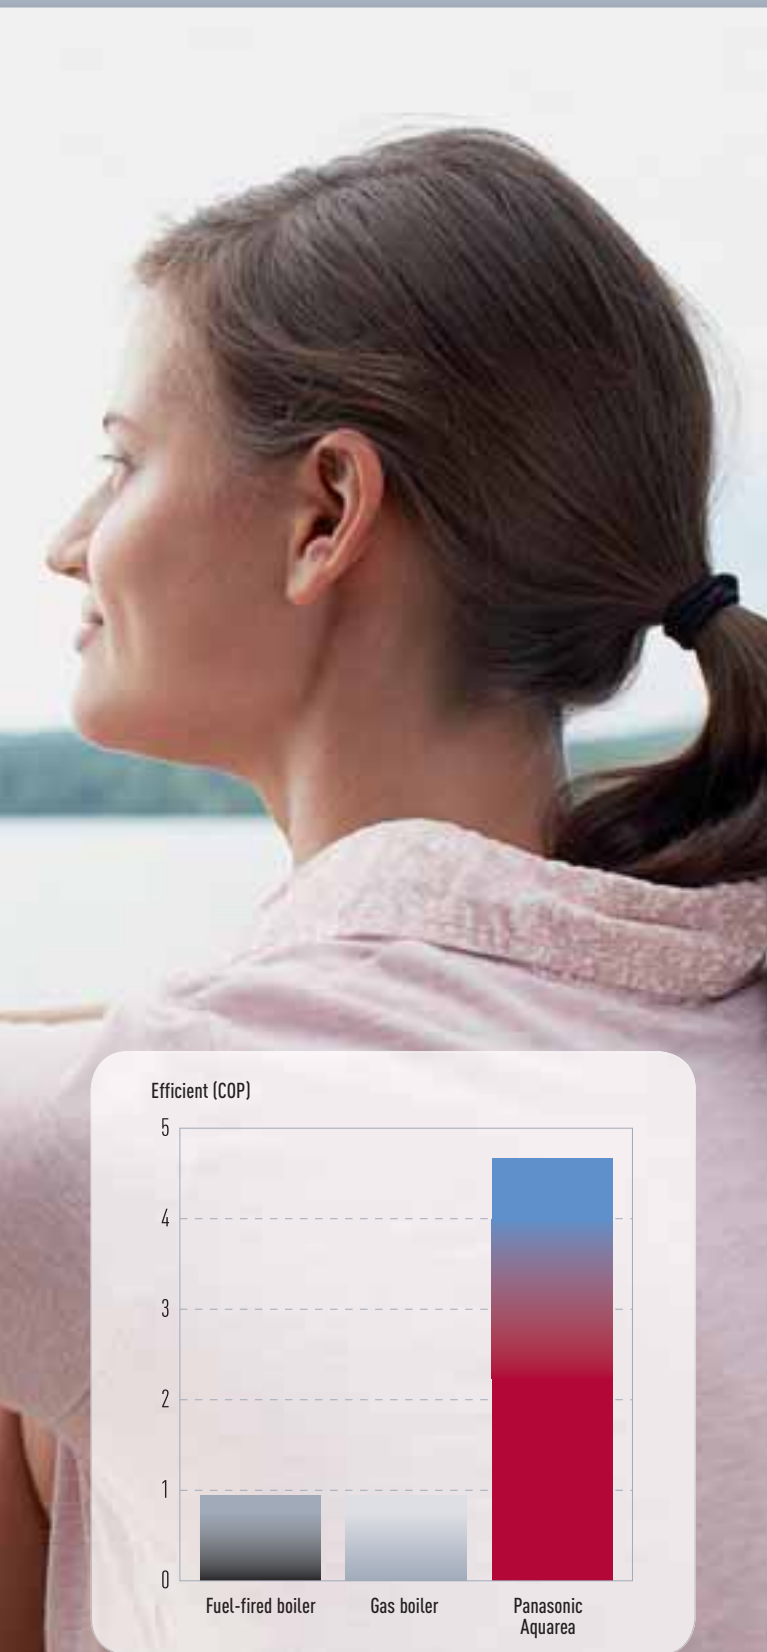 Efficient (COP)
5
4
3
2
1
0
Fuel-fired boiler
Gas boiler
Panasonic
Aquarea